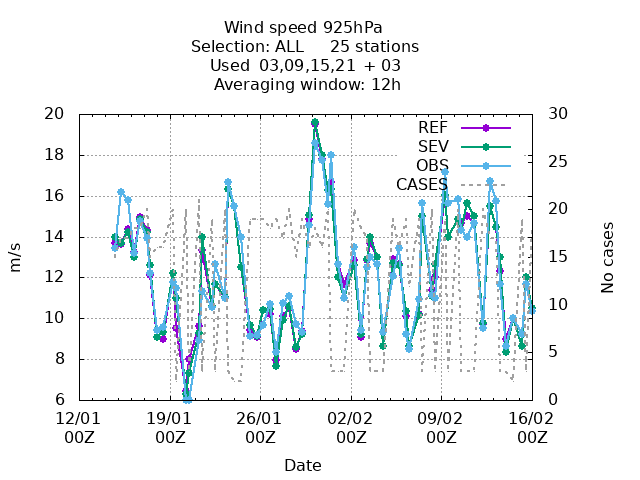 Wind speed 925hPa
Selection: ALL     25 stations
Used 03,09,15,21 + 03
Averaging window: 12h
20 30
REF
SEV
OBS
CASES
18 25
16 20
14 15
12
10 10
8 5
6 0
m/s
No cases
12/01 19/01 26/01 02/02 09/02 16/02
00Z 00Z 00Z 00Z 00Z 00Z
Date